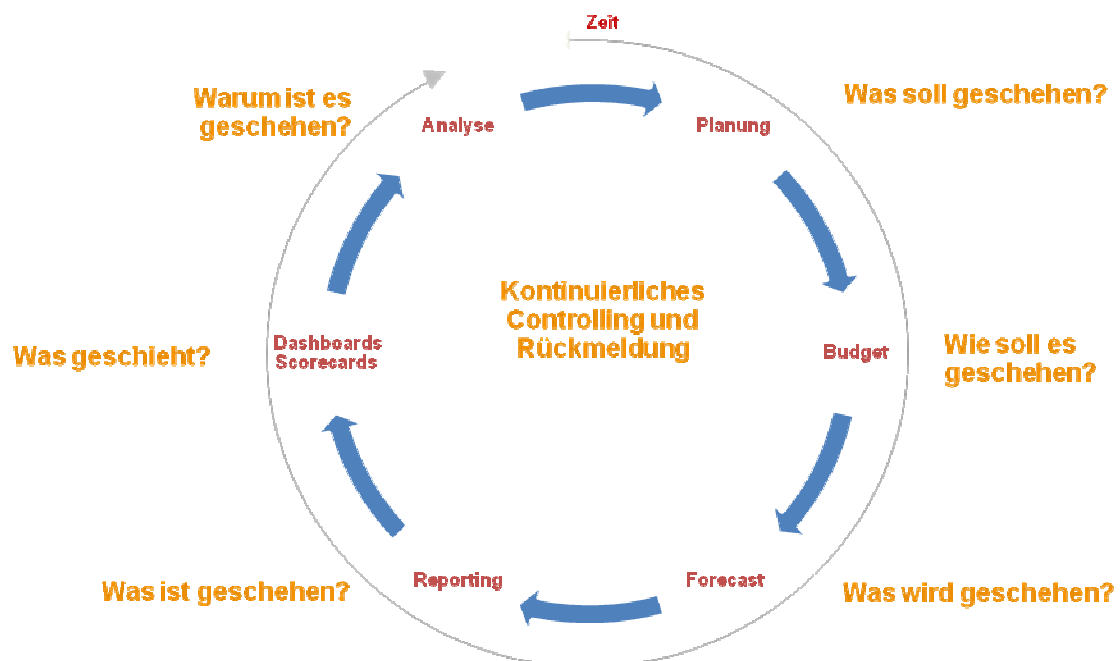 Zeit
Warum ist es
geschehen?
Analyse
Planung
Was soll geschehen?
Kontinuierliches
Controlling und
Rückmeldung
Was geschieht?
Dashboards
Scorecards
Budget
Wie soll es
geschehen?
Was ist geschehen?
Reporting
Forecast
Was wird geschehen?